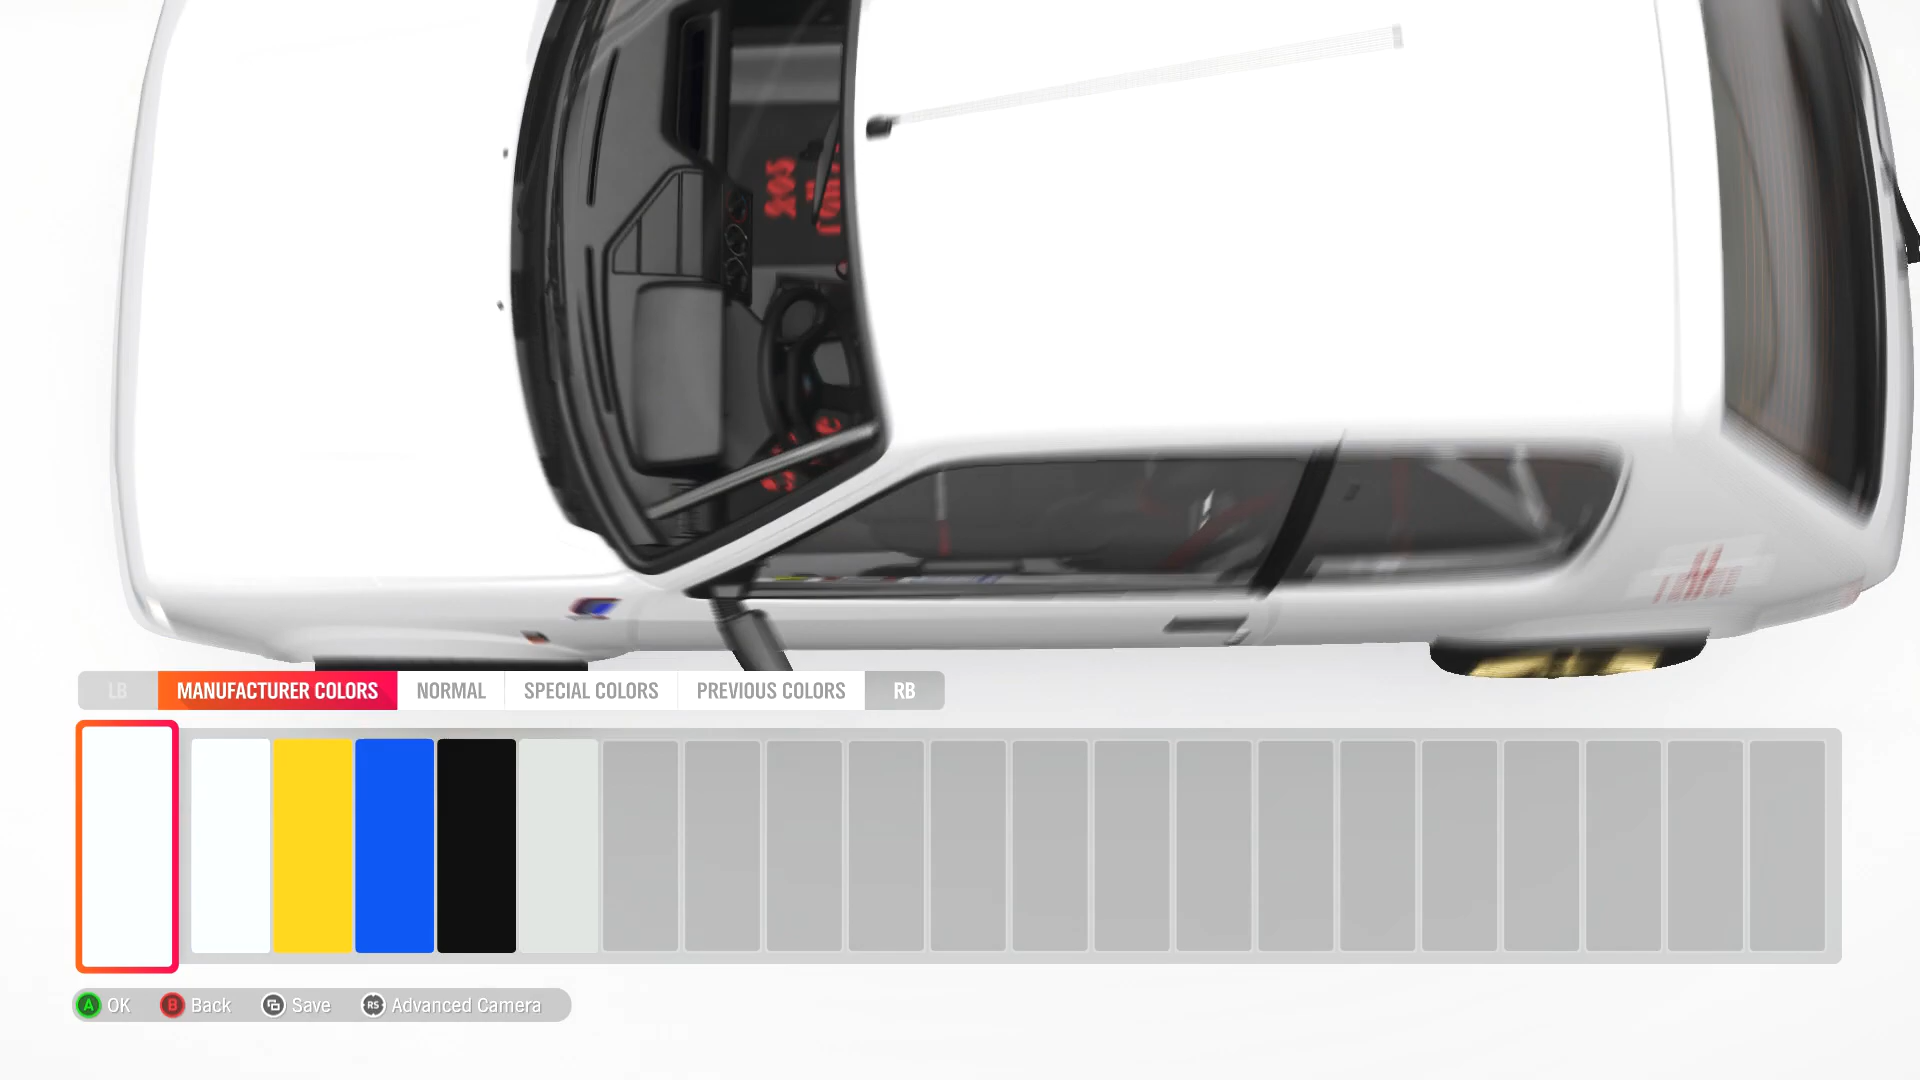 LB MANUFACTURER COLORS NORMAL SPECIAL COLORS PREVIOUS COLORS RB
A OK B Back Save RS Advanced Camera